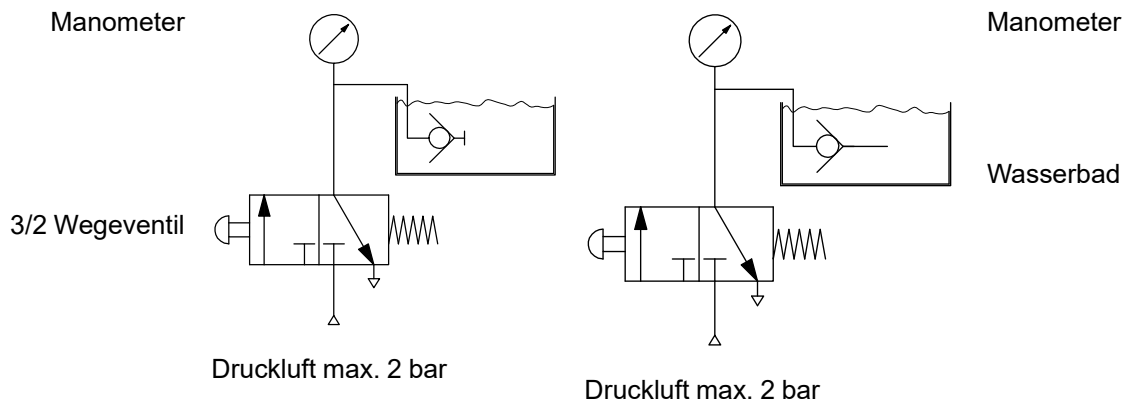 Manometer
Manometer
Wasserbad
3/2 Wegeventil
Druckluft max. 2 bar
Druckluft max. 2 bar